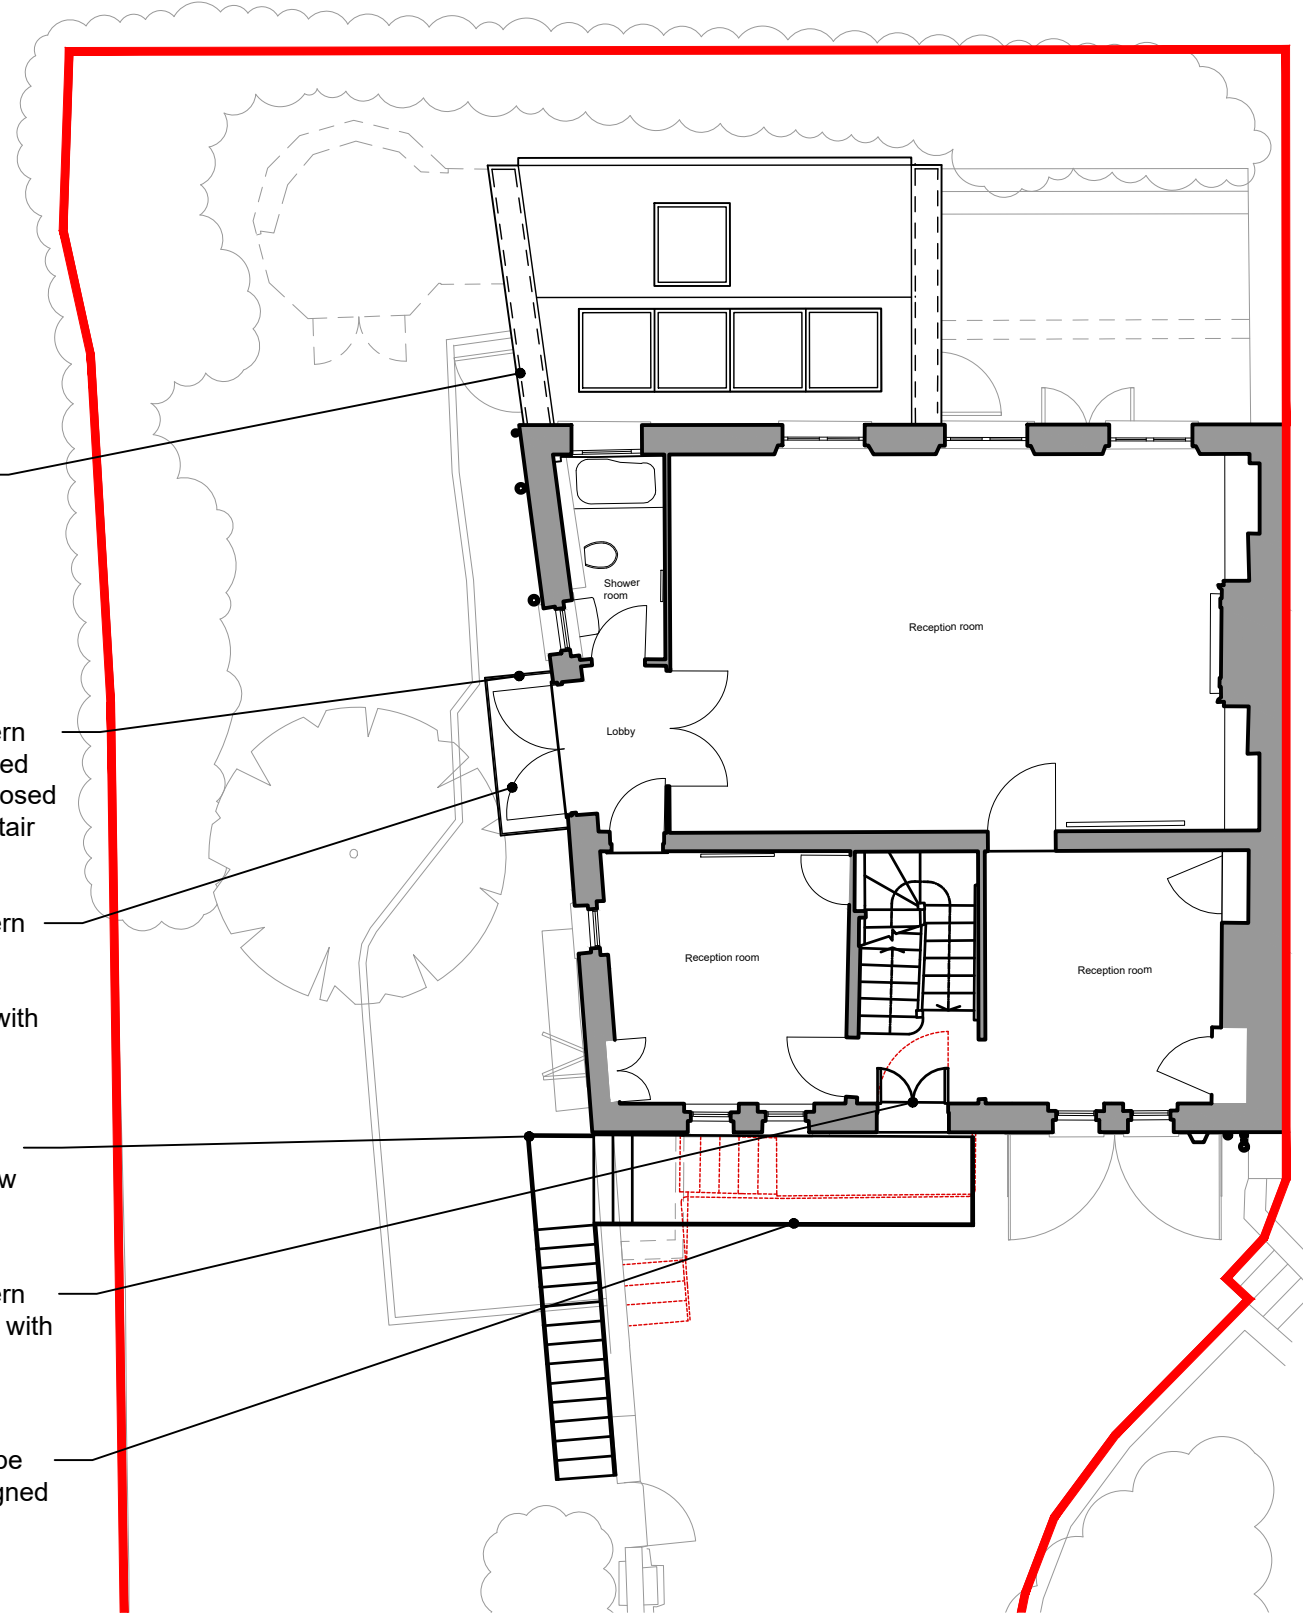 Shower
room
Reception room
Lobby
Reception room
Reception room
ern
ed
osed
tair
ern
with
w
ern
with
be
gned